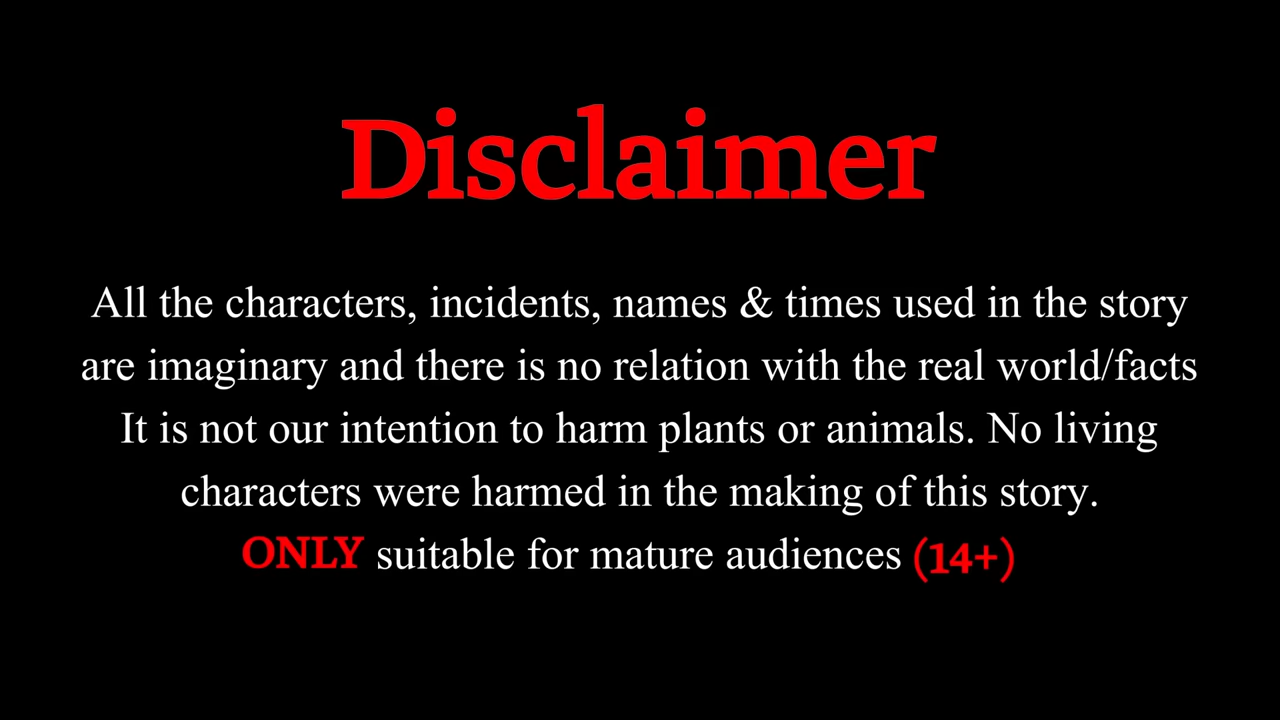 Disclaimer
All the characters, incidents, names & times used in the story
are imaginary and there is no relation with the real world/facts
It is not our intention to harm plants or animals. No living
characters were harmed in the making of this story.
ONLY suitable for mature audiences (14+)